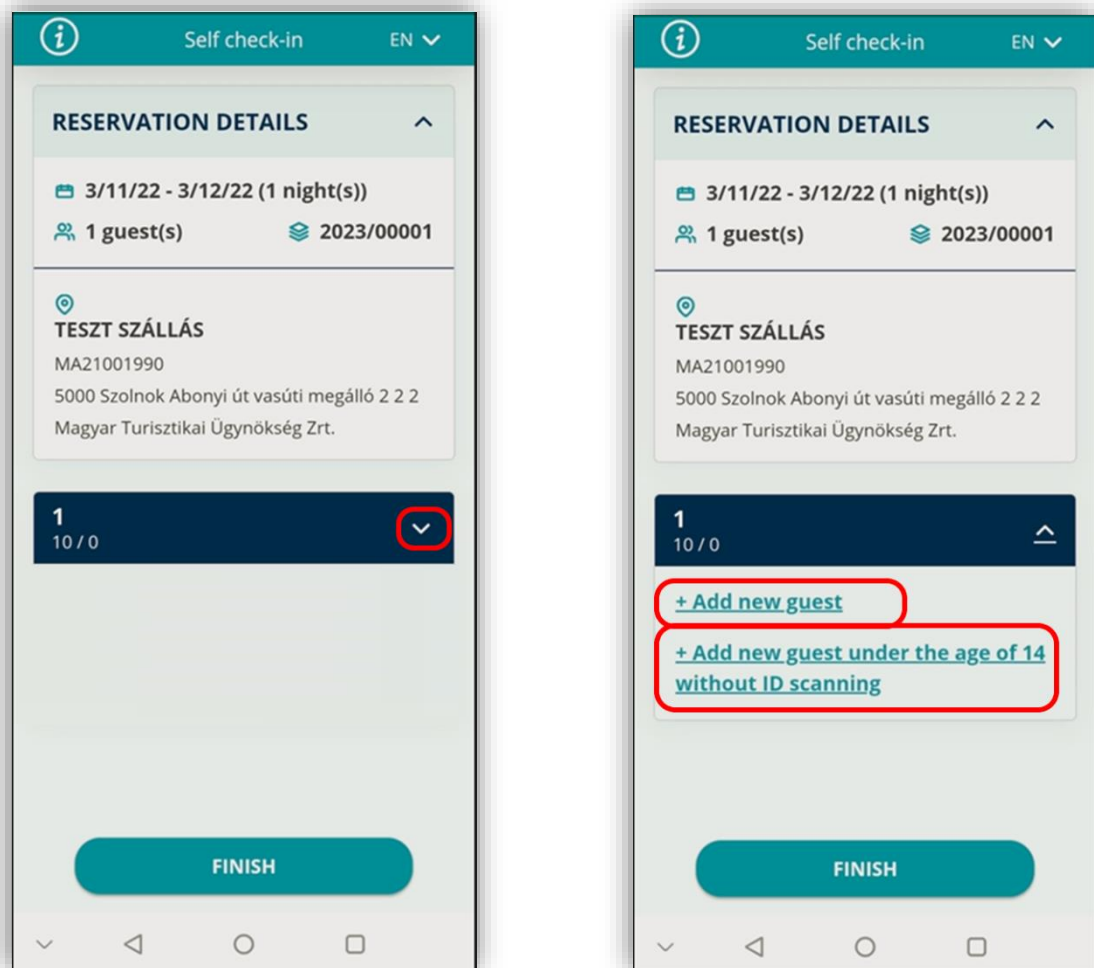 Self check-in EN
RESERVATION DETAILS
3/11/22 - 3/12/22 (1 night(s))
1 guest(s) 2023/00001
TESZT SZÁLLÁS
MA21001990
5000 Szolnok Abonyi út vasúti megálló 2 2 2
Magyar Turisztikai Ügynökség Zrt.
1
10 / 0
FINISH
Self check-in EN
RESERVATION DETAILS
3/11/22 - 3/12/22 (1 night(s))
1 guest(s) 2023/00001
TESZT SZÁLLÁS
MA21001990
5000 Szolnok Abonyi út vasúti megálló 2 2 2
Magyar Turisztikai Ügynökség Zrt.
1
10 / 0
+ Add new guest
+ Add new guest under the age of 14
without ID scanning
FINISH